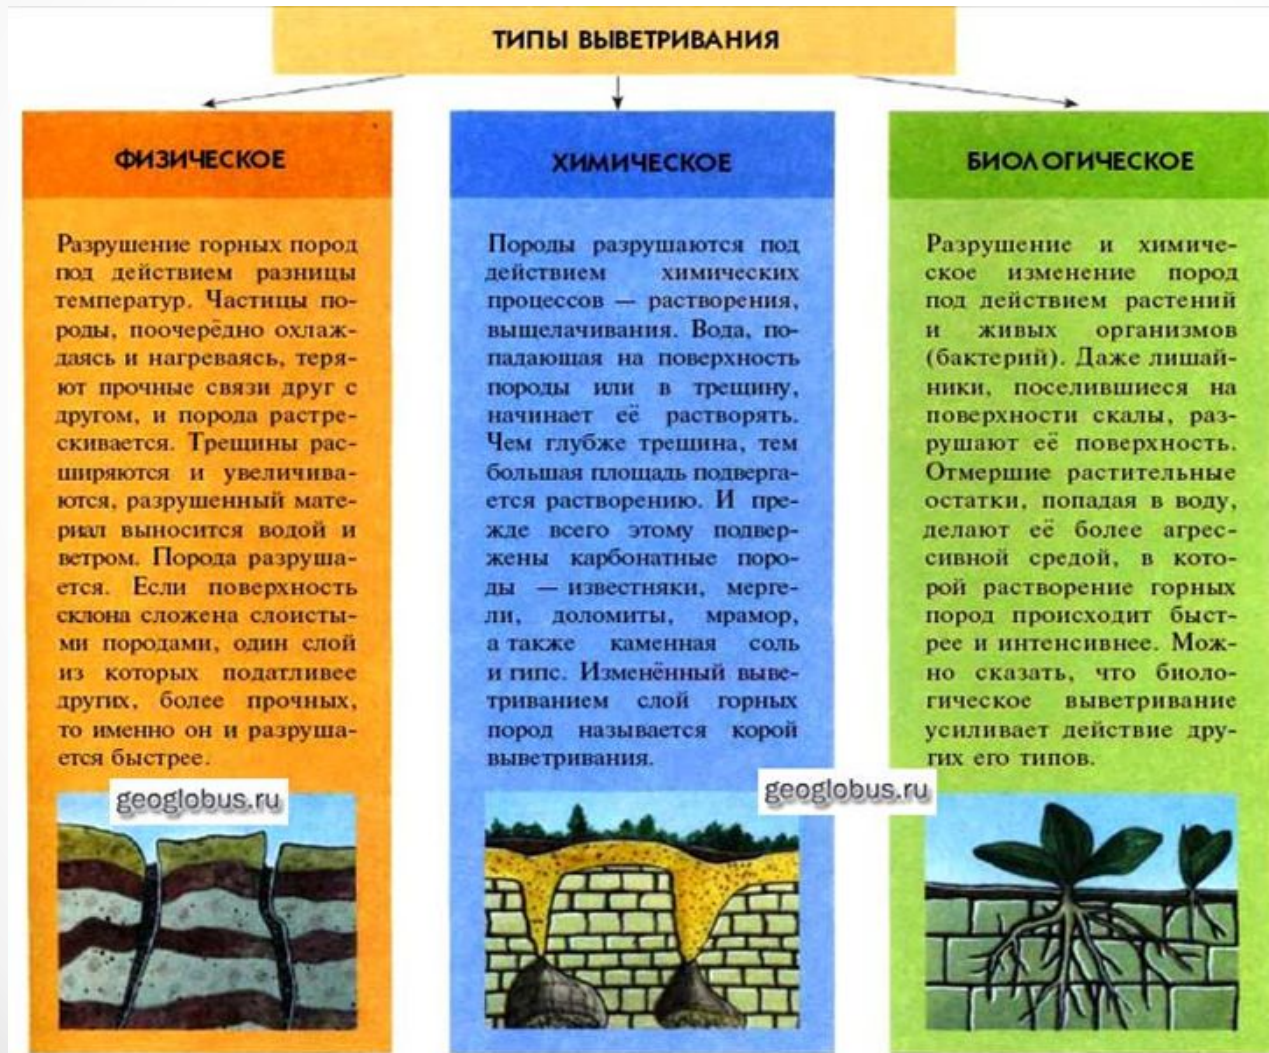 ТИПЫ ВЫВЕТРИВАНИЯ
ФИЗИЧЕСКОЕ
Разрушение горных пород
под действием разницы
температур. Частицы по-
роды, поочерёдно охлаж-
даясь и нагреваясь, теря-
ют прочные связи друг с
другом, и порода растре-
скивается. Трещины рас-
ширяются и увеличива-
ются, разрушенный мате-
риал выносится водой и
ветром. Порода разруша-
ется. Если поверхность
склона сложена слоисты-
ми породами, один слой
из которых податливее
других, более прочных,
то именно он и разруша-
ется быстрее.
geoglobus.ru
ХИМИЧЕСКОЕ
Породы разрушаются под
действием химических
процессов — растворения,
выщелачивания. Вода, по-
падающая на поверхность
породы или в трещину,
начинает её растворять.
Чем глубже трещина, тем
большая площадь подверга-
ется растворению. И пре-
жде всего этому подвер-
жены карбонатные поро-
ды — известняки, мерге-
ли, доломиты, мрамор,
а также каменная соль
и гипс. Изменённый выве-
триванием слой горных
пород называется корой
выветривания.
geoglobus.ru
БИОЛОГИЧЕСКОЕ
Разрушение и химиче-
ское изменение пород
под действием растений
и живых организмов
(бактерий). Даже лишай-
ники, поселившиеся на
поверхности скалы, раз-
рушают её поверхность.
Отмершие растительные
остатки, попадая в воду,
делают её более агрес-
сивной средой, в кото-
рой растворение горных
пород происходит быст-
рее и интенсивнее. Мож-
но сказать, что биоло-
гическое выветривание
усиливает действие дру-
гих его типов.